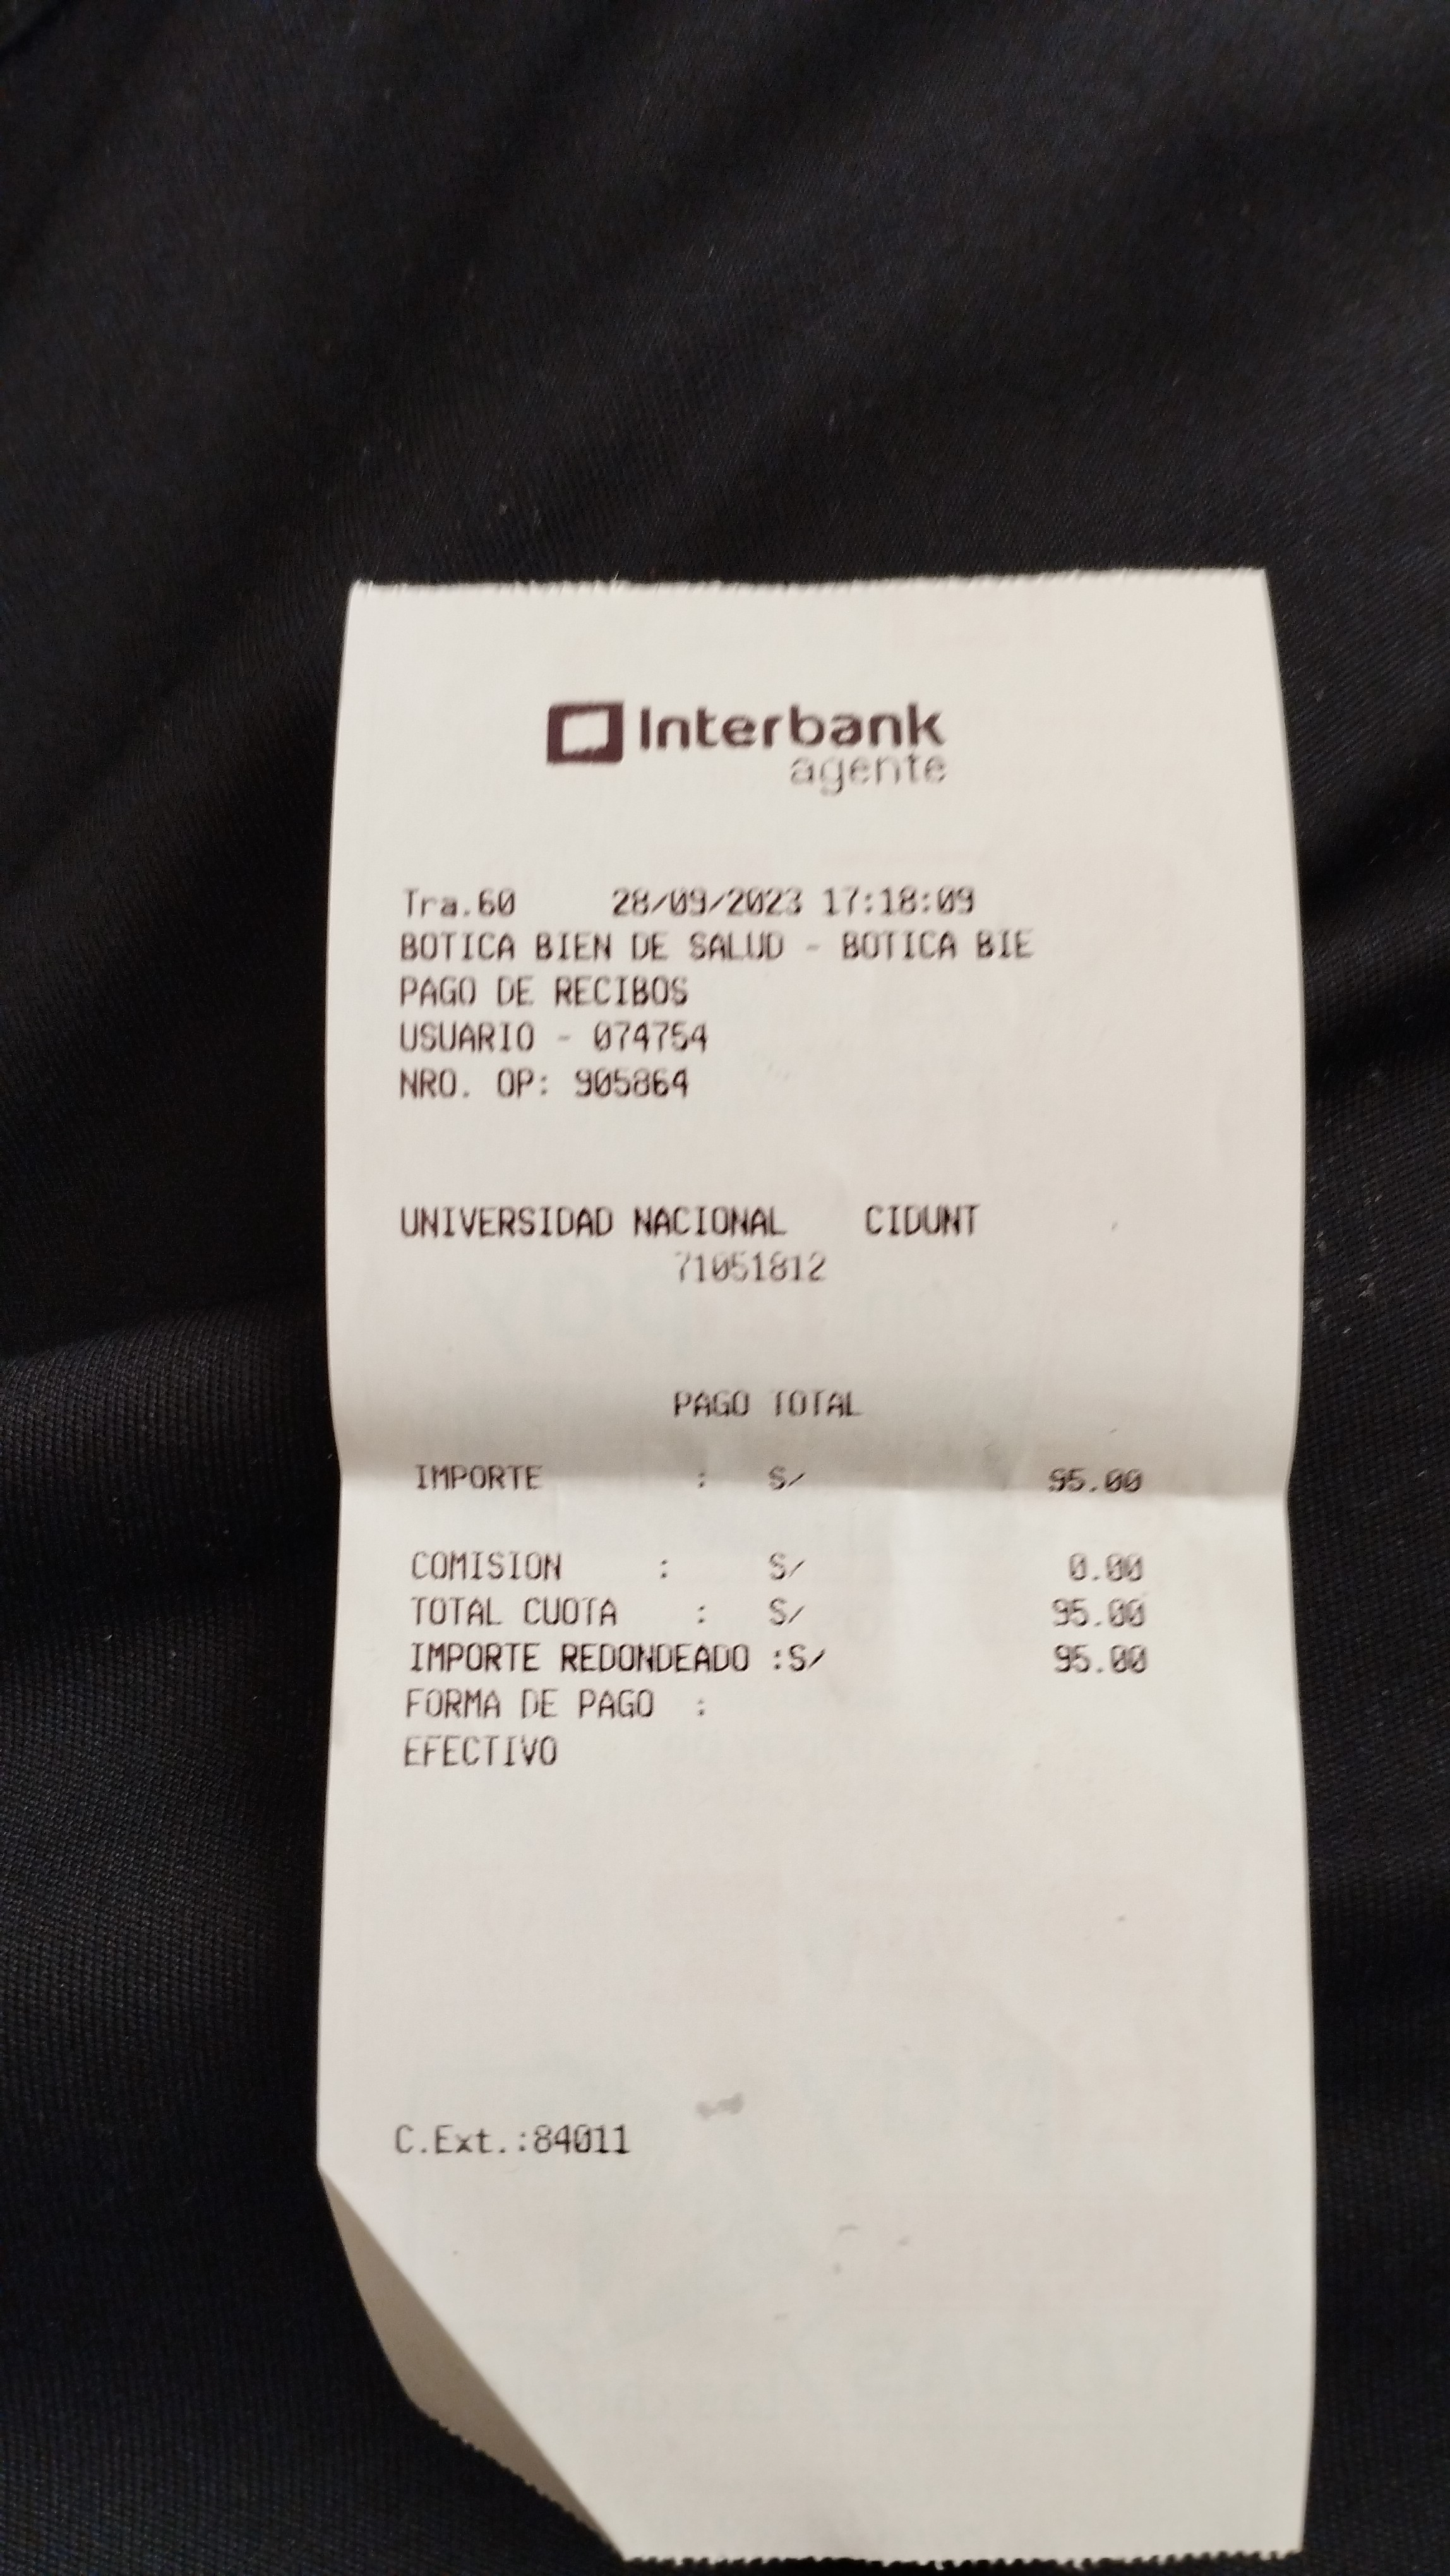 Interbank
agente
Tra.60 28/09/2023 17:18:09
BOTICA BIEN DE SALUD - BOTICA BIE
PAGO DE RECIBOS
USUARIO - 074754
NRO. OP: 905864
UNIVERSIDAD NACIONAL CIDUNT
71051812
PAGO TOTAL
IMPORTE : S/ 95.00
COMISION : S/ 0.00
TOTAL CUOTA : S/ 95.00
IMPORTE REDONDEADO :S/ 95.00
FORMA DE PAGO :
EFECTIVO
C.Ext.:84011